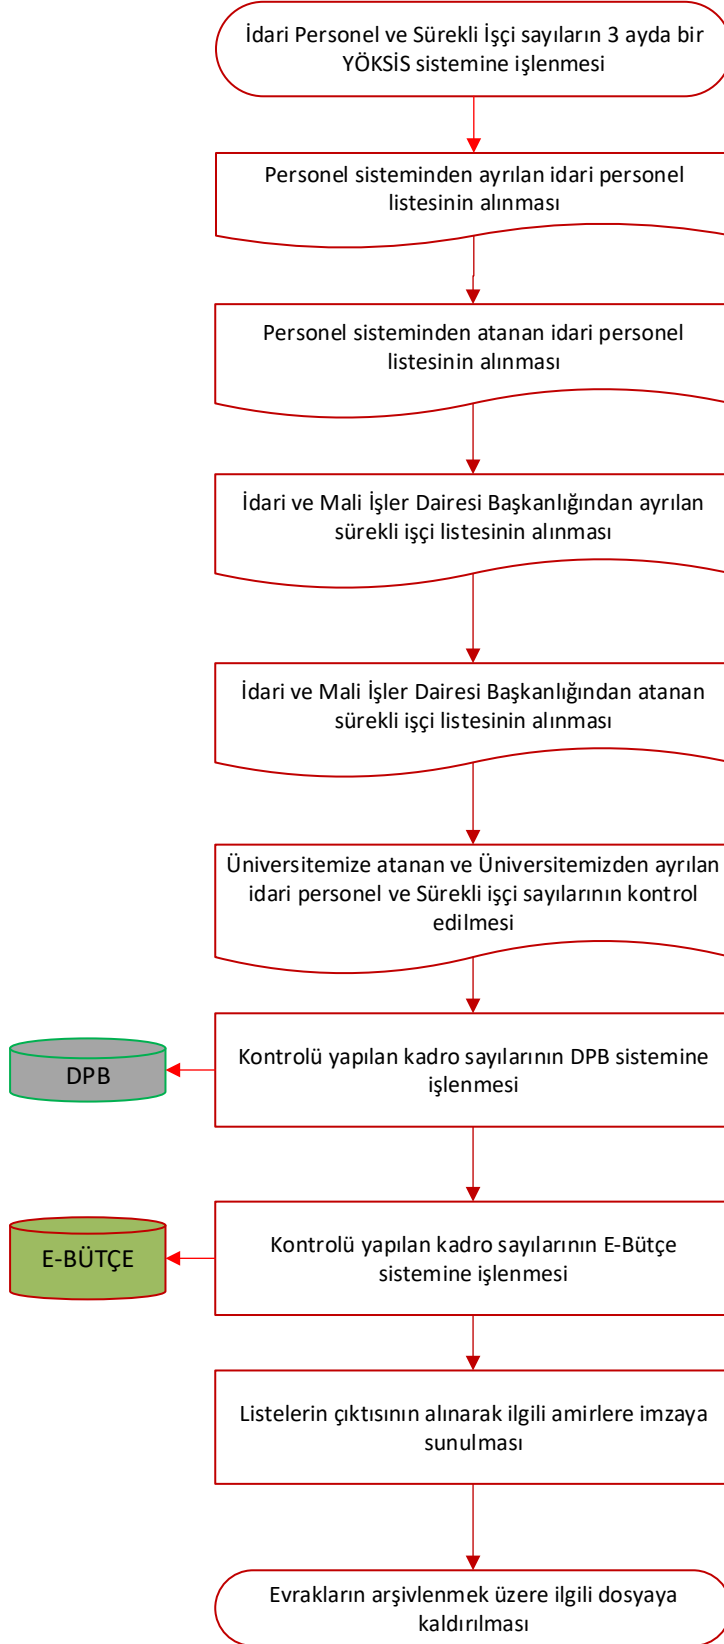 İdari Personel ve Sürekli İşçi sayıların 3 ayda bir
YÖKSİS sistemine işlenmesi
Personel sisteminden ayrılan idari personel
listesinin alınması
Personel sisteminden atanan idari personel
listesinin alınması
İdari ve Mali İşler Dairesi Başkanlığından ayrılan
sürekli işçi listesinin alınması
İdari ve Mali İşler Dairesi Başkanlığından atanan
sürekli işçi listesinin alınması
Üniversitemize atanan ve Üniversitemizden ayrılan
idari personel ve Sürekli işçi sayılarının kontrol
edilmesi
DPB
Kontrolü yapılan kadro sayılarının DPB sistemine
işlenmesi
E-BÜTÇE
Kontrolü yapılan kadro sayılarının E-Bütçe
sistemine işlenmesi
Listelerin çıktısının alınarak ilgili amirlere imzaya
sunulması
Evrakların arşivlenmek üzere ilgili dosyaya
kaldırılması